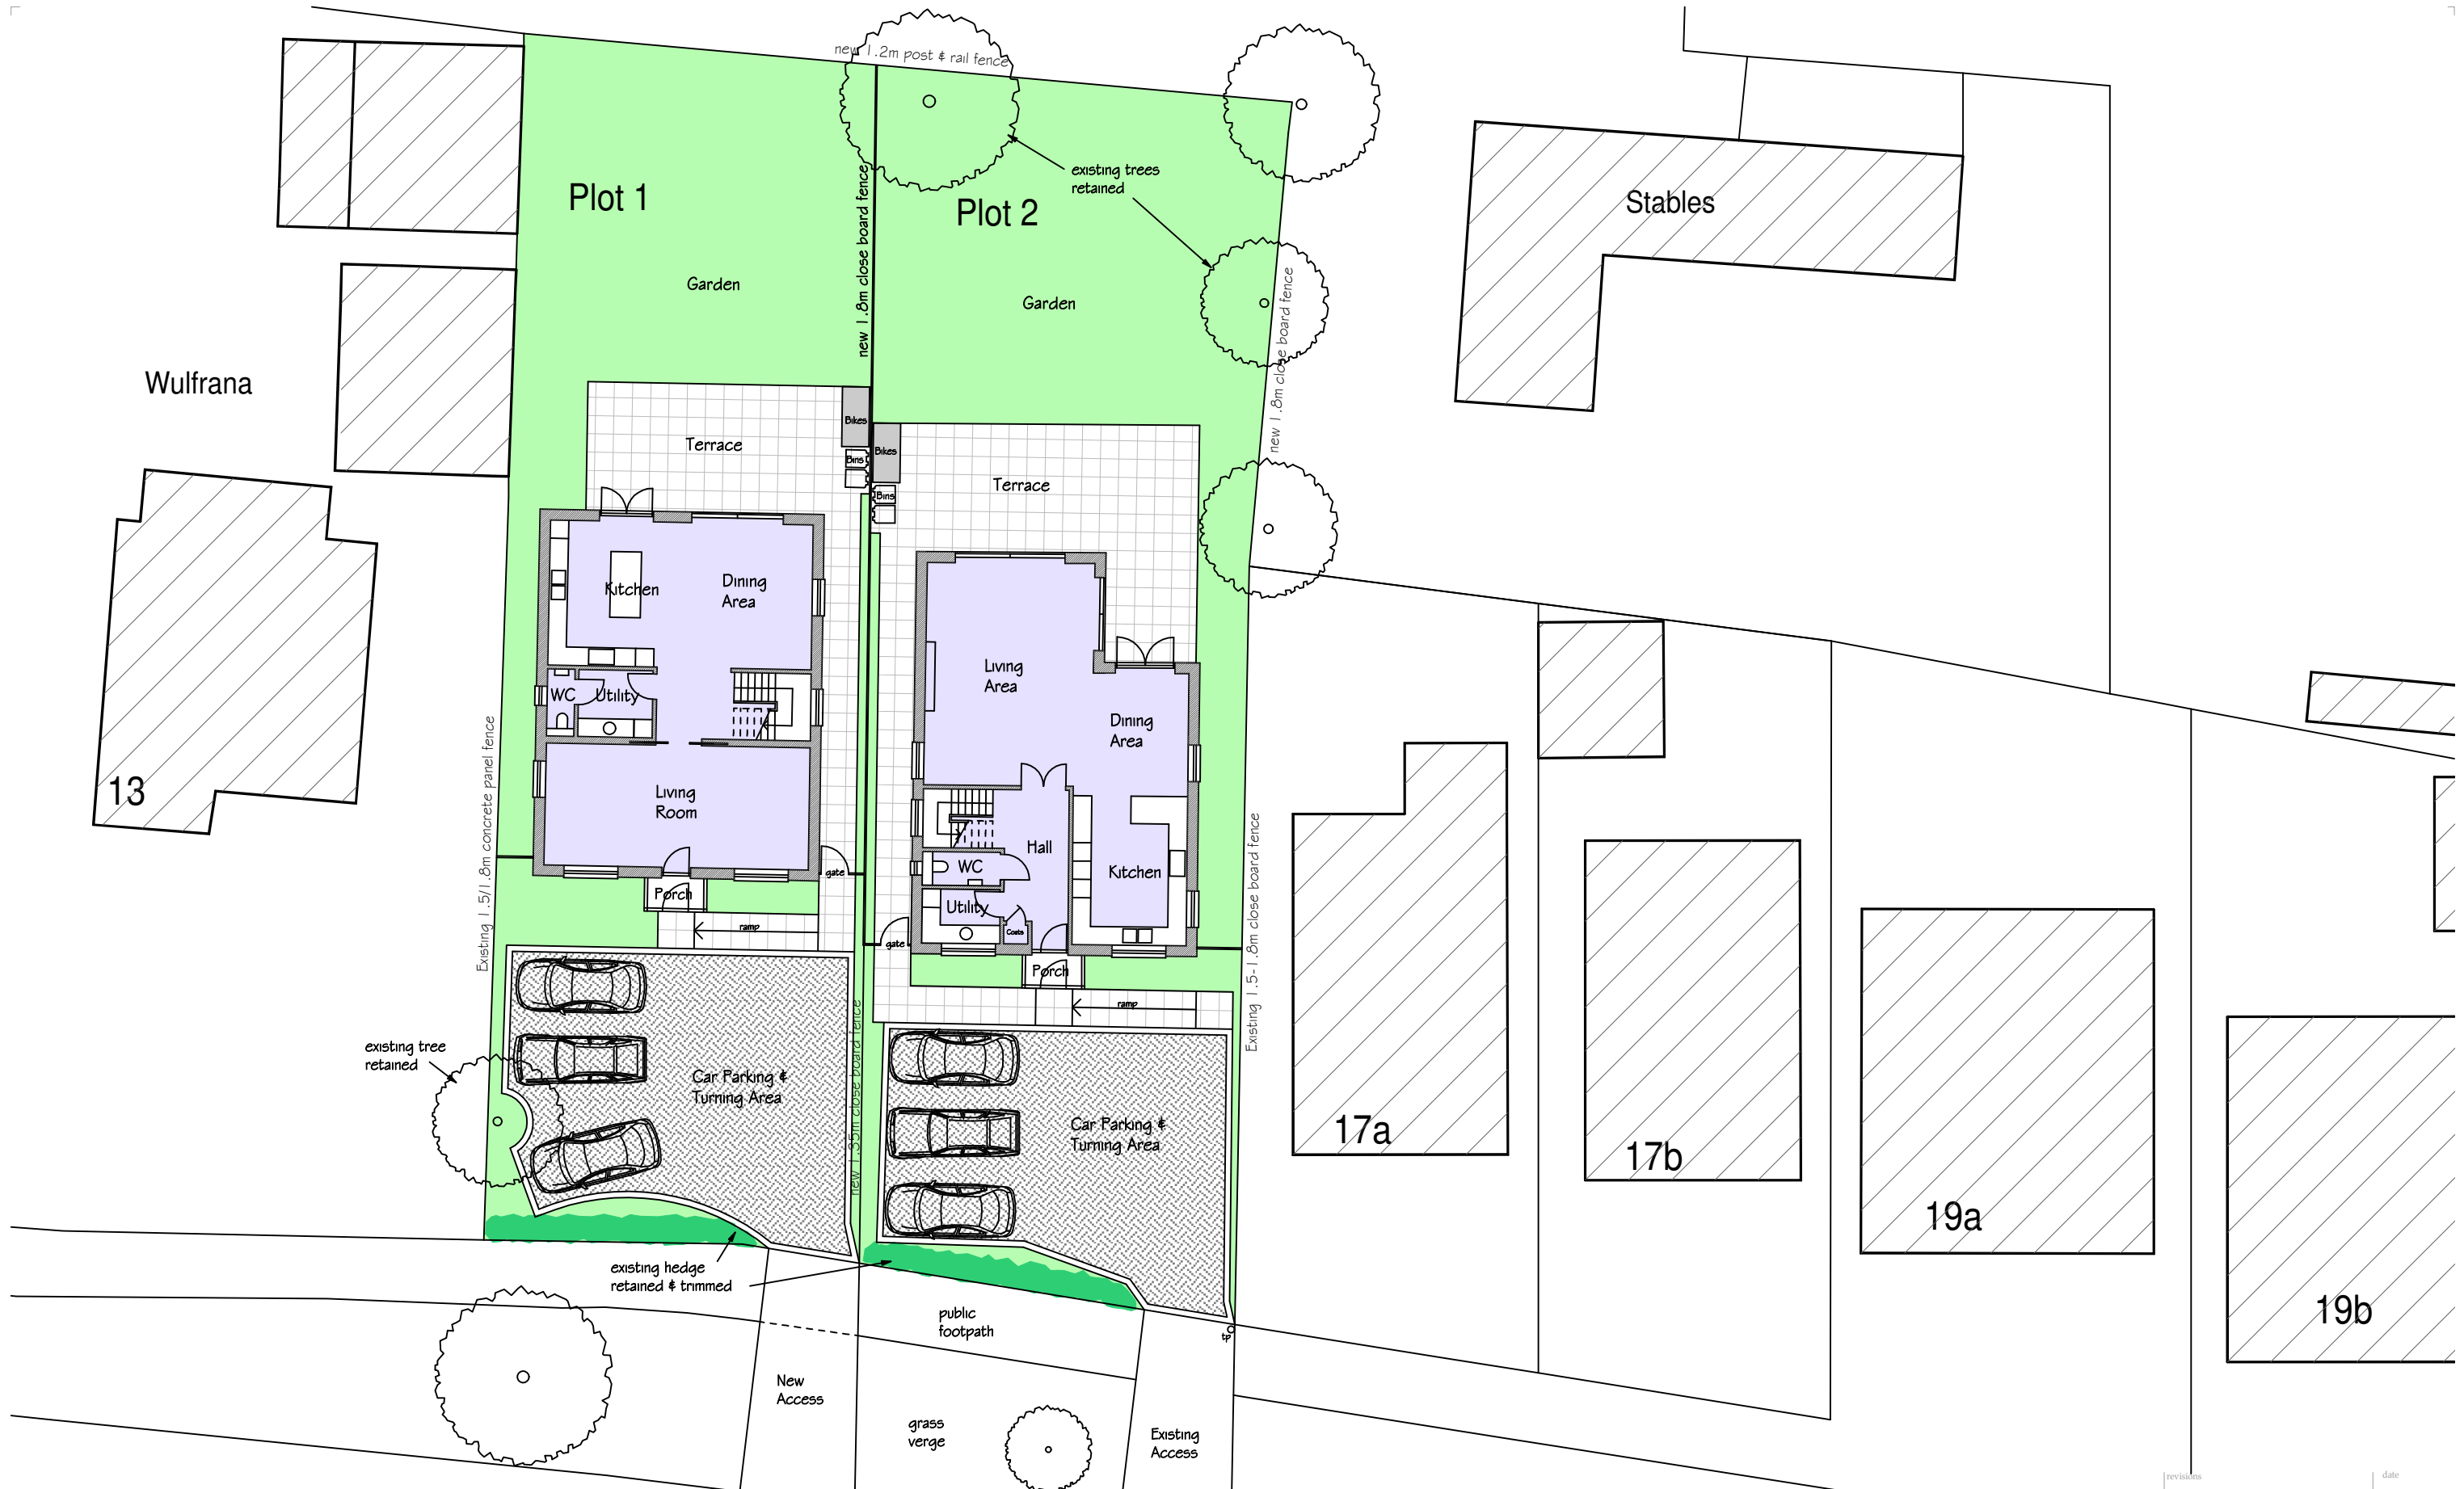 new 1.2m post & rail fence
Plot 1
Plot 2
existing trees
retained
Stables
Garden
Garden
new 1.8m close board fence
new 1.8m close board fence
Wulfrana
Terrace
Bikes
Bins
Bikes
Bins
Terrace
Kitchen
Dining
Area
WC
Utility
Living
Area
Dining
Area
Living
Room
13
Existing 1.5/1.8m concrete panel fence
Hall
WC
Kitchen
Utility
Coats
gate
Porch
ramp
gate
Porch
ramp
Existing 1.5-1.8m close board fence
existing tree
retained
Car Parking &
Turning Area
new 1.35m close board fence
Car Parking &
Turning Area
17a
17b
19a
19b
existing hedge
retained & trimmed
public
footpath
tp
New
Access
grass
verge
Existing
Access
revisions
date